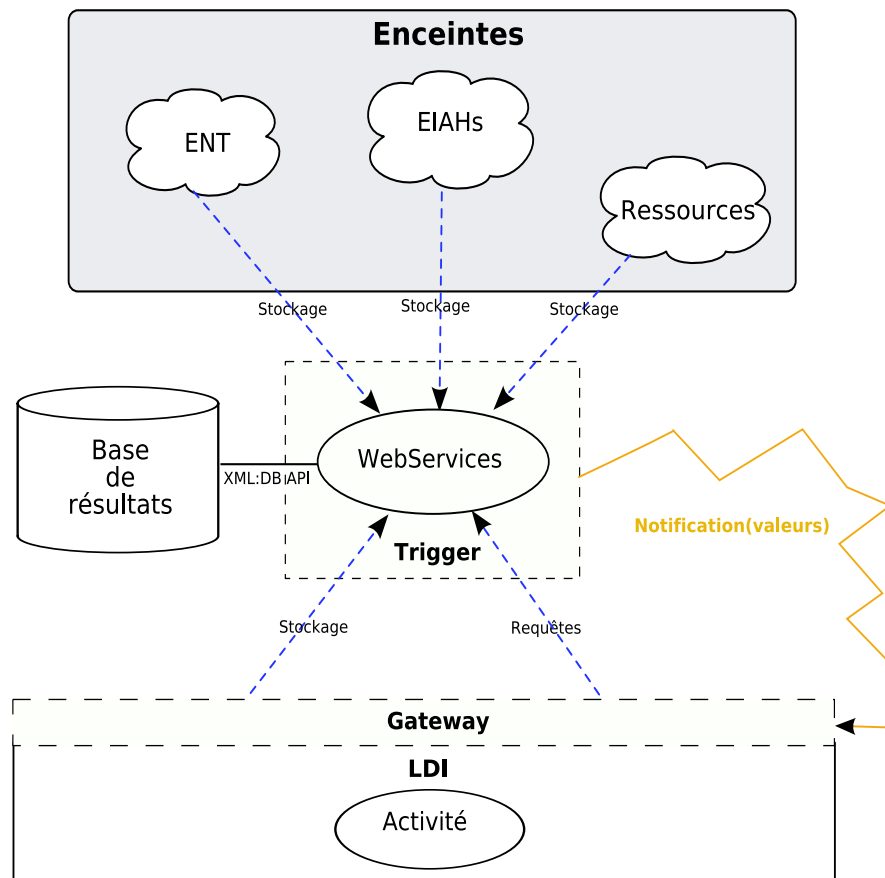 Enceintes
ENT
EIAHs
Ressources
Stockage
Stockage
Stockage
Base
de
résultats
XML:DB API
WebServices
Trigger
Notification(valeurs)
Stockage
Requêtes
Gateway
LDI
Activité